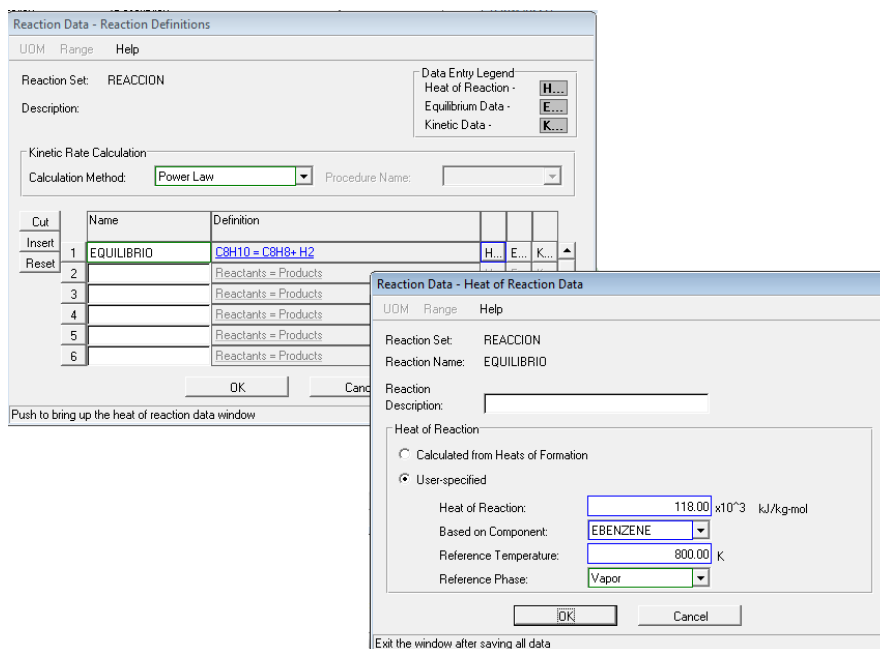 Reaction Data - Reaction Definitions
UOM Range Help
Reaction Set: REACCION
Description:
Data Entry Legend
Heat of Reaction - H...
Equilibrium Data - E...
Kinetic Data - K...
Kinetic Rate Calculation
Calculation Method: Power Law Procedure Name:
Cut
Insert
Reset
Name Definition
1 EQUILIBRIO C8H10 = C8H8+ H2 H... E... K...
2 Reactants = Products
3 Reactants = Products
4 Reactants = Products
5 Reactants = Products
6 Reactants = Products
OK Canc
Push to bring up the heat of reaction data window
Reaction Data - Heat of Reaction Data
UOM Range Help
Reaction Set: REACCION
Reaction Name: EQUILIBRIO
Reaction
Description:
Heat of Reaction
Calculated from Heats of Formation
User-specified
Heat of Reaction: 118.00 x10^3 kJ/kg-mol
Based on Component: EBENZENE
Reference Temperature: 800.00 K
Reference Phase: Vapor
OK Cancel
Exit the window after saving all data